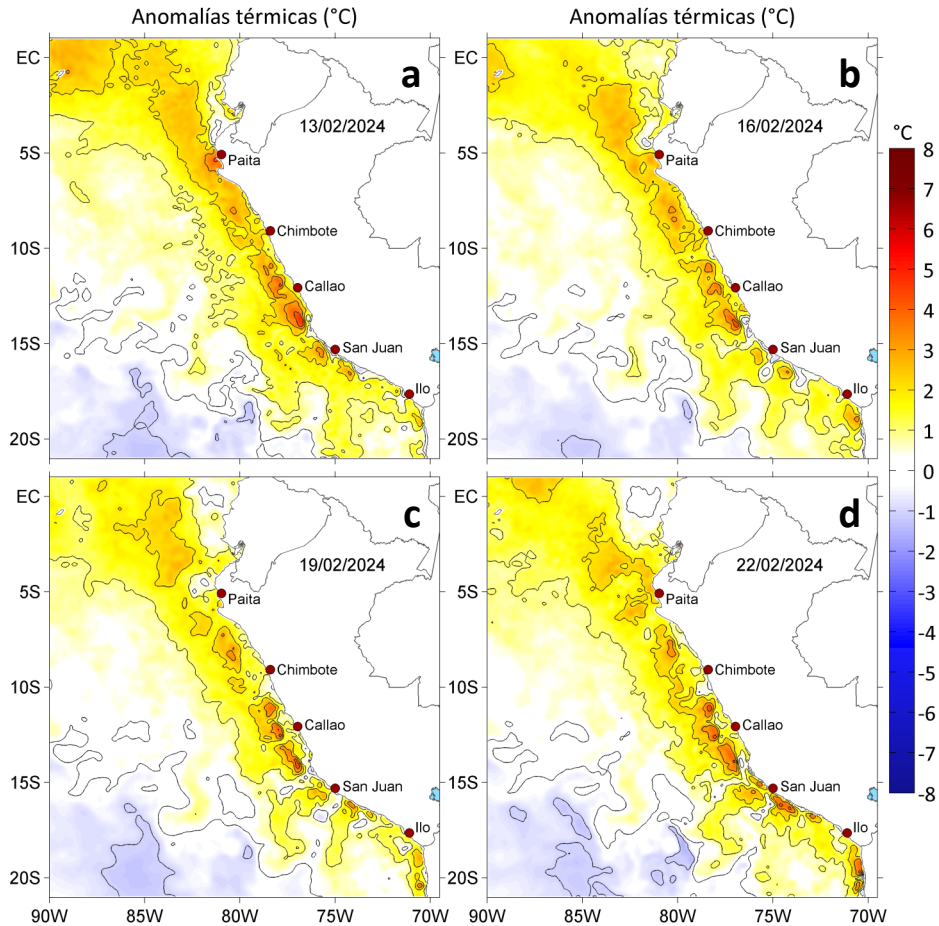 Anomalías térmicas (°C)
Anomalías térmicas (°C)
EC
a
13/02/2024
5S
Paita
10S
Chimbote
Callao
15S
San Juan
Ilo
20S
b
16/02/2024
Paita
Chimbote
Callao
San Juan
Ilo
°C
8
7
6
5
4
3
2
1
0
-1
-2
-3
-4
-5
-6
-7
-8
EC
c
19/02/2024
5S
Paita
10S
Chimbote
Callao
15S
San Juan
Ilo
20S
90W
85W
80W
75W
70W
d
22/02/2024
Paita
Chimbote
Callao
San Juan
Ilo
EC
5S
10S
15S
20S
EC
5S
10S
15S
20S
90W
85W
80W
75W
70W